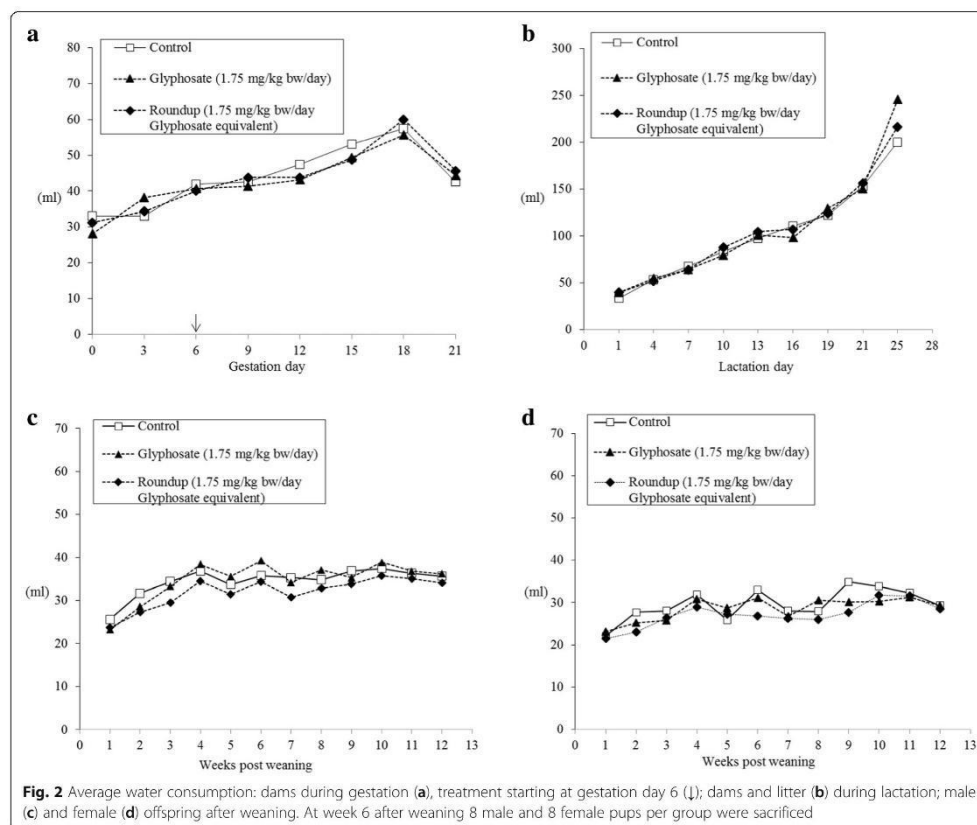 a
Control
Glyphosate (1.75 mg/kg bw/day)
Roundup (1.75 mg/kg bw/day
Glyphosate equivalent)
80
70
60
50
(ml)
40
30
20
10
0
0 3 6 9 12 15 18 21
Gestation day
b
Control
Glyphosate (1.75 mg/kg bw/day)
Roundup (1.75 mg/kg bw/day
Glyphosate equivalent)
300
250
200
(ml)
150
100
50
0
1 4 7 10 13 16 19 21 25 28
Lactation day
c
Control
Glyphosate (1.75 mg/kg bw/day)
Roundup (1.75 mg/kg bw/day
Glyphosate equivalent)
70
60
50
40
(ml)
30
20
10
0
0 1 2 3 4 5 6 7 8 9 10 11 12 13
Weeks post weaning
d
Control
Glyphosate (1.75 mg/kg bw/day)
Roundup (1.75 mg/kg bw/day
Glyphosate equivalent)
70
60
50
40
(ml)
30
20
10
0
0 1 2 3 4 5 6 7 8 9 10 11 12 13
Weeks post weaning
Fig. 2 Average water consumption: dams during gestation (a), treatment starting at gestation day 6 (↓); dams and litter (b) during lactation; male
(c) and female (d) offspring after weaning. At week 6 after weaning 8 male and 8 female pups per group were sacrificed